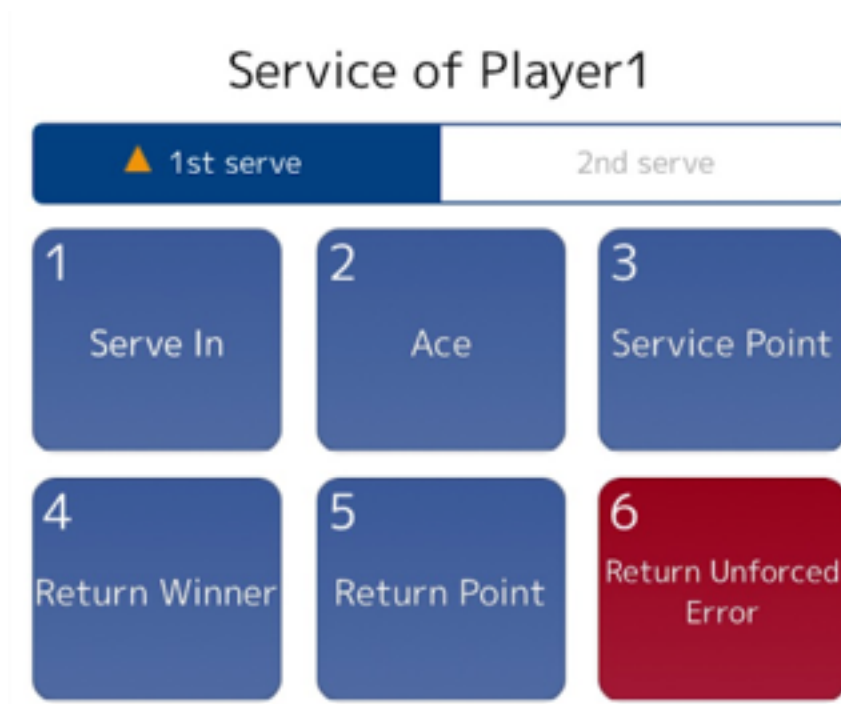 Service of Player1
1st serve
2nd serve
1
Serve In
2
Ace
3
Service Point
4
Return Winner
5
Return Point
6
Return Unforced
Error